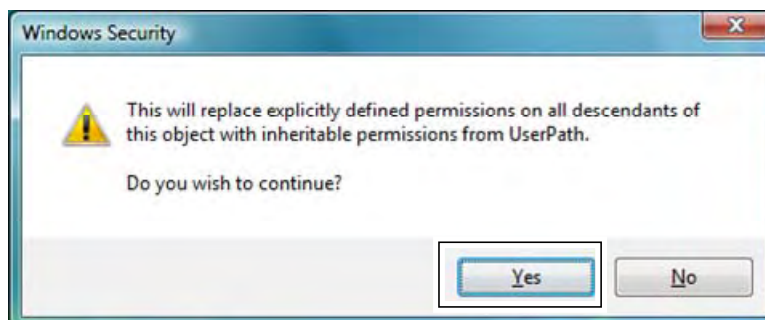 Windows Security
This will replace explicitly defined permissions on all descendants of
this object with inheritable permissions from UserPath.
Do you wish to continue?
Yes
No